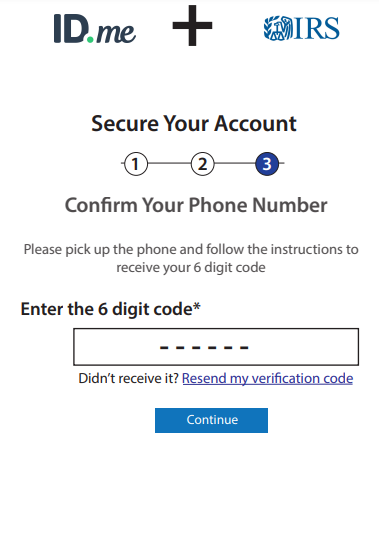 ID.me + IRS
Secure Your Account
1 2 3
Confirm Your Phone Number
Please pick up the phone and follow the instructions to
receive your 6 digit code
Enter the 6 digit code*
- - - - - -
Didn't receive it? Resend my verification code
Continue